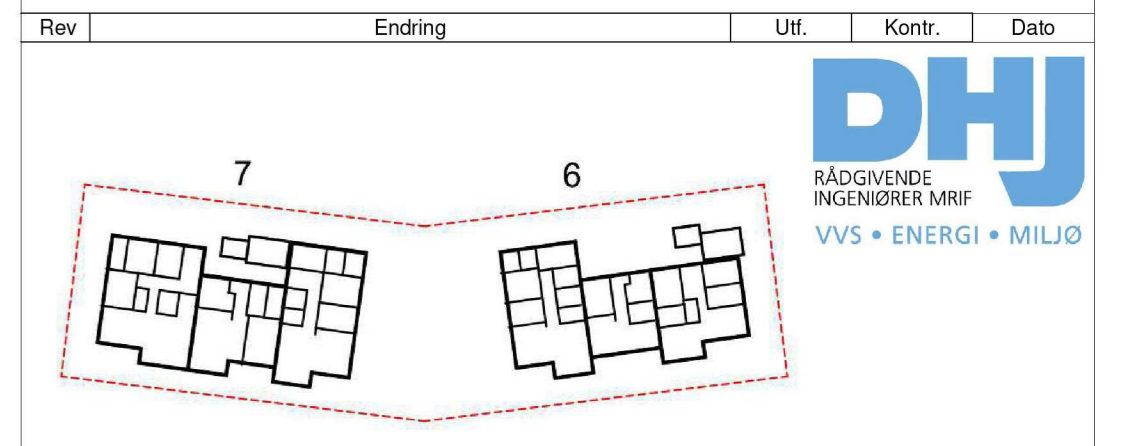 Rev Endring Utf. Kontr. Dato
DHJ
7 6
RÅDGIVENDE
INGENIØRER MRIF
VVS • ENERGI • MILJØ